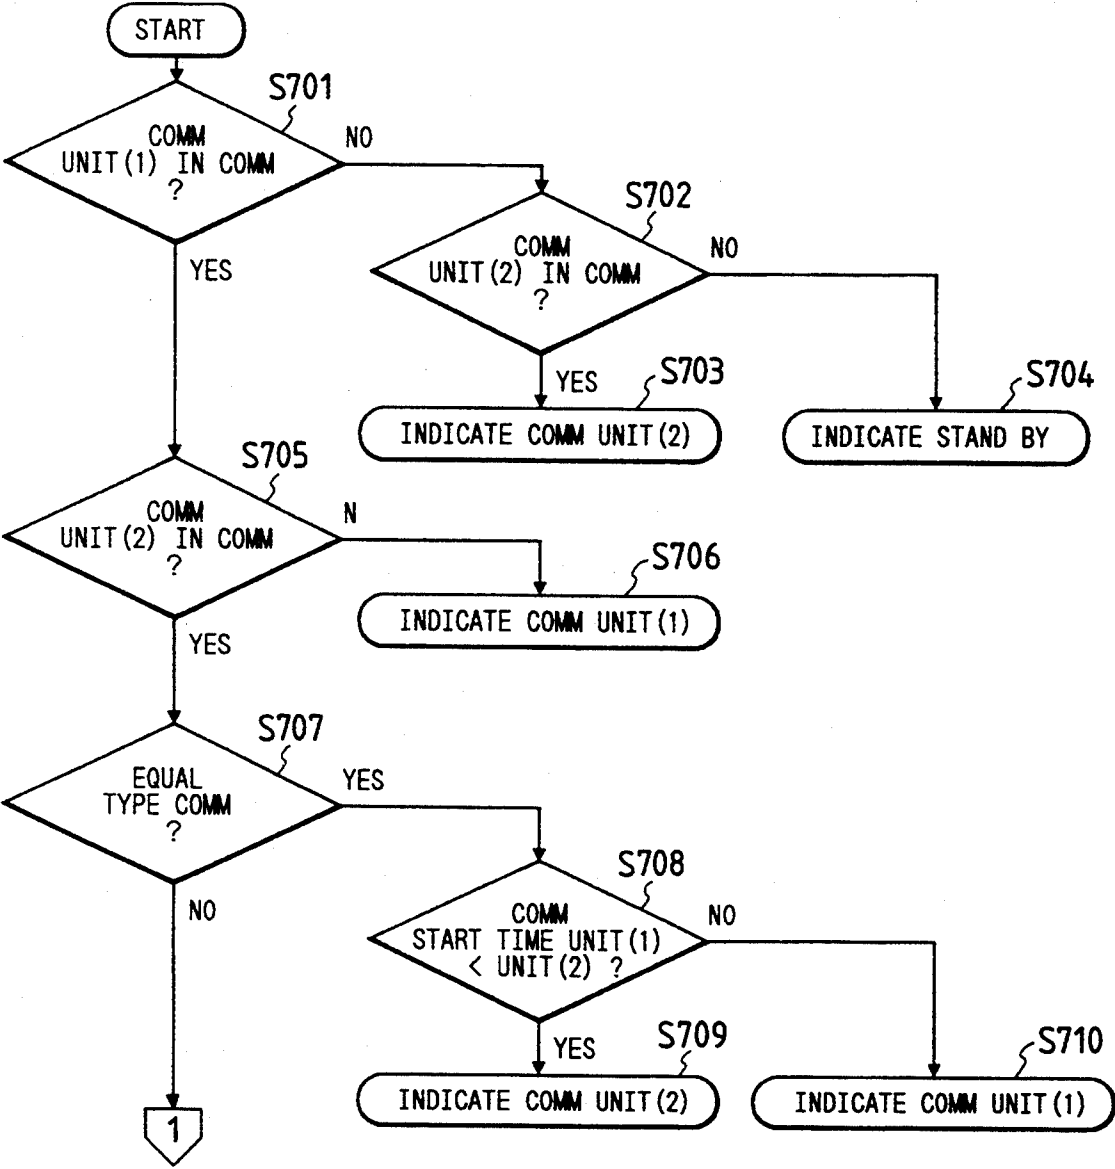 START
S701
COMM
UNIT(1) IN COMM
?
NO
YES
S702
COMM
UNIT(2) IN COMM
?
NO
YES
S703
INDICATE COMM UNIT(2)
S704
INDICATE STAND BY
S705
COMM
UNIT(2) IN COMM
?
N
YES
S706
INDICATE COMM UNIT(1)
S707
EQUAL
TYPE COMM
?
YES
NO
S708
COMM
START TIME UNIT(1)
< UNIT(2) ?
NO
YES
S709
INDICATE COMM UNIT(2)
S710
INDICATE COMM UNIT(1)
1